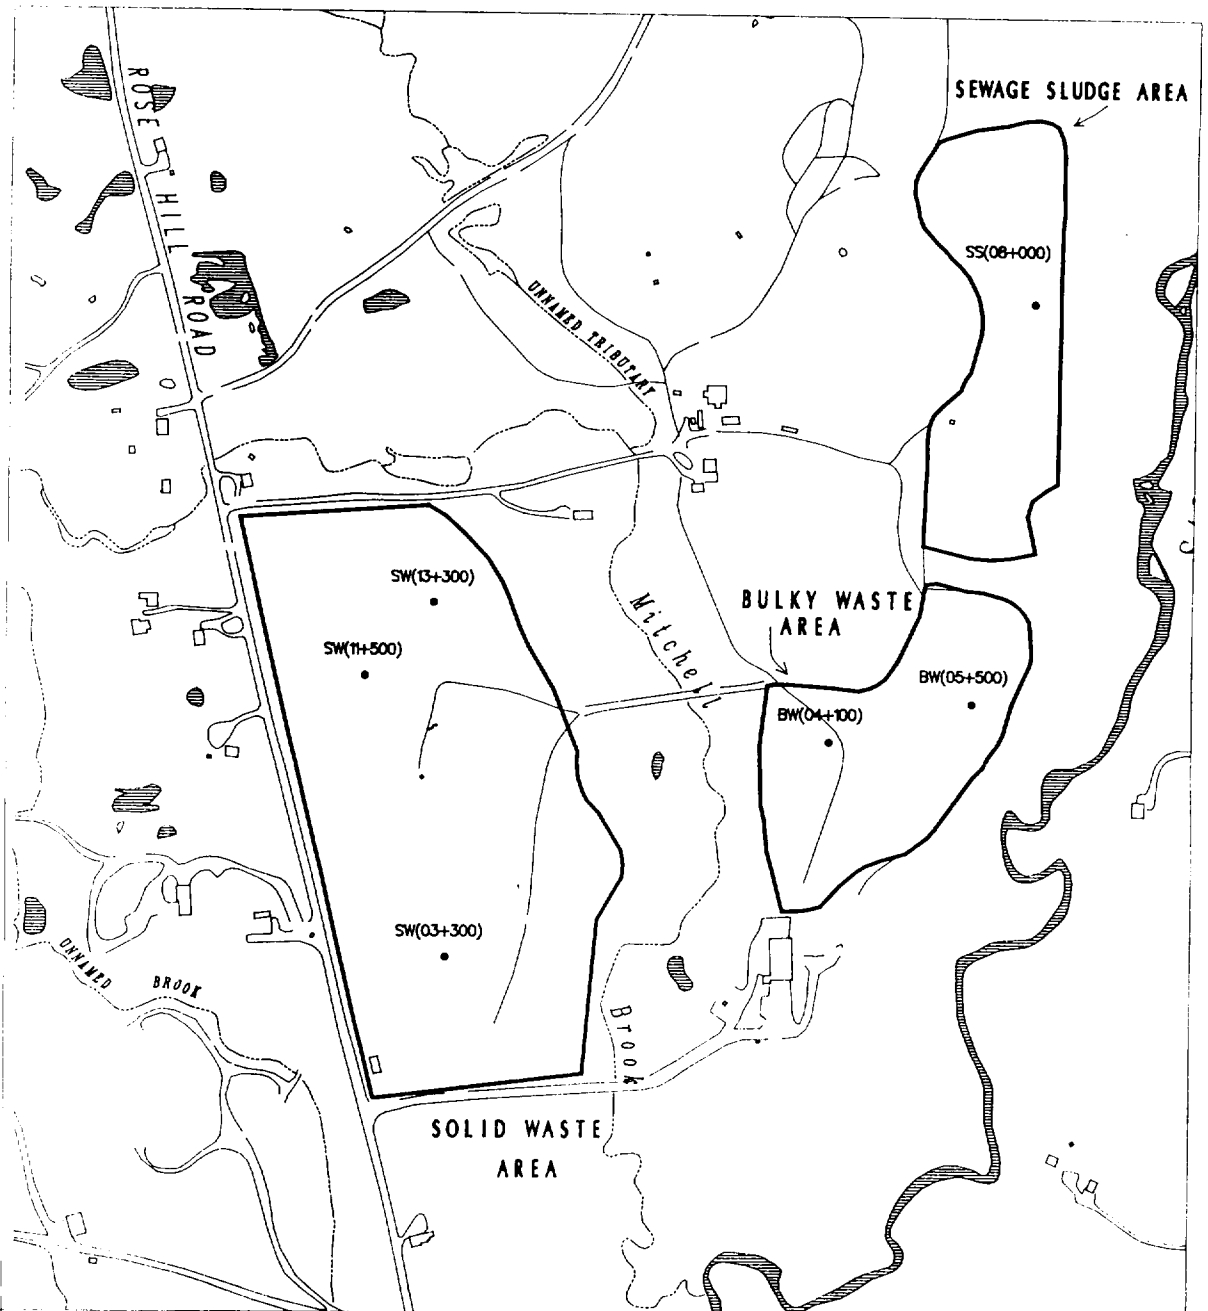 SEWAGE SLUDGE AREA
ROSE HILL ROAD
SS(08+000)
UNNAMED TRIBUTARY
SW(13+300)
Mitchell Brook
BULKY WASTE
AREA
SW(11+500)
BW(05+500)
BW(04+100)
SW(03+300)
UNNAMED BROOK
SOLID WASTE
AREA